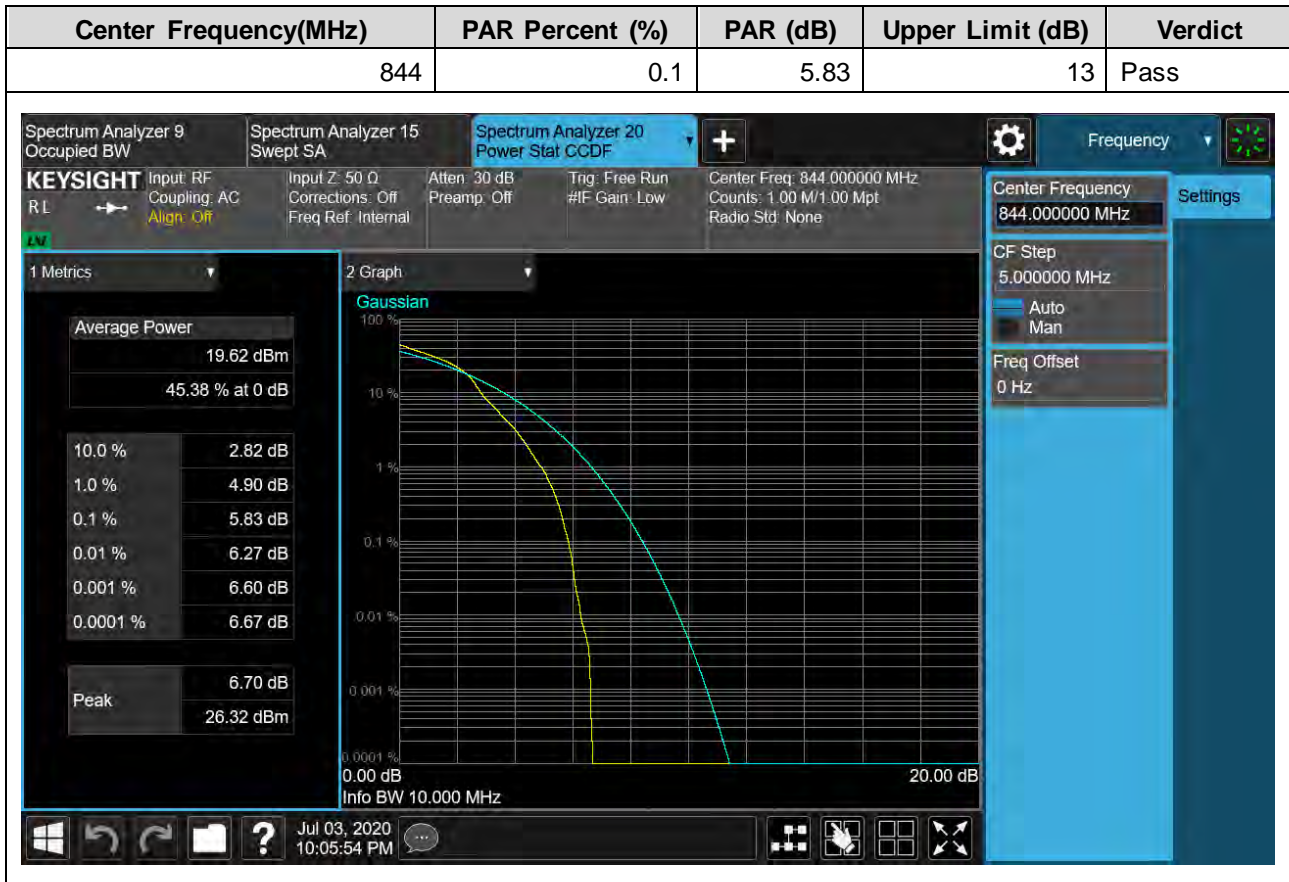 Center Frequency(MHz) PAR Percent (%) PAR (dB) Upper Limit (dB) Verdict
844 0.1 5.83 13 Pass
Spectrum Analyzer 9
Occupied BW
Spectrum Analyzer 15
Swept SA
Spectrum Analyzer 20
Power Stat CCDF
Frequency
KEYSIGHT
RL
Input: RF
Coupling: AC
Align: Off
Input Z: 50 Ω
Corrections: Off
Freq Ref: Internal
Atten: 30 dB
Preamp: Off
Trig: Free Run
#IF Gain: Low
Center Freq: 844.000000 MHz
Counts: 1.00 M/1.00 Mpt
Radio Std: None
LNI
Center Frequency
844.000000 MHz
Settings
CF Step
5.000000 MHz
Auto
Man
Freq Offset
0 Hz
1 Metrics
Average Power
19.62 dBm
45.38 % at 0 dB
10.0 % 2.82 dB
1.0 % 4.90 dB
0.1 % 5.83 dB
0.01 % 6.27 dB
0.001 % 6.60 dB
0.0001 % 6.67 dB
Peak
6.70 dB
26.32 dBm
2 Graph
Gaussian
100 %
10 %
1 %
0.1 %
0.01 %
0.001 %
0.0001 %
0.00 dB 20.00 dB
Info BW 10.000 MHz
Jul 03, 2020
10:05:54 PM